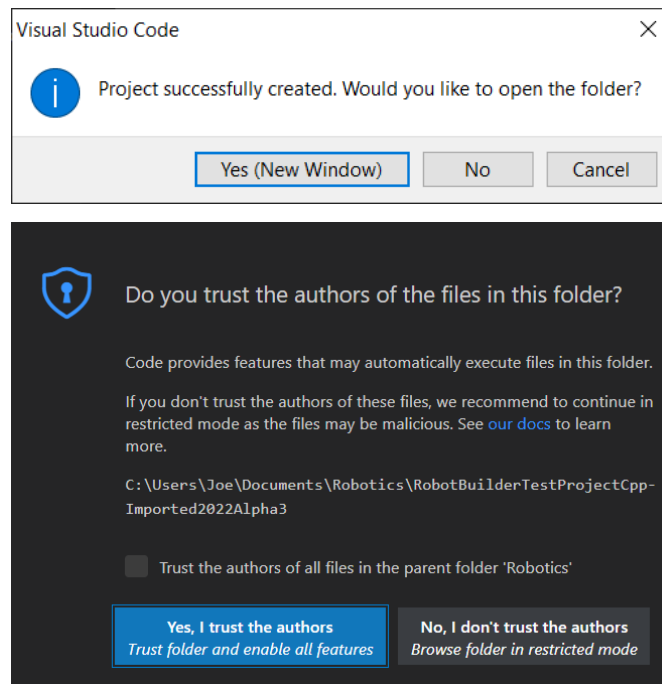 Visual Studio Code
Project successfully created. Would you like to open the folder?
Yes (New Window)
No
Cancel
Do you trust the authors of the files in this folder?
Code provides features that may automatically execute files in this folder.
If you don't trust the authors of these files, we recommend to continue in
restricted mode as the files may be malicious. See our docs to learn
more.
C:\Users\Joe\Documents\Robotics\RobotBuilderTestProjectCpp-
Imported2022Alpha3
Trust the authors of all files in the parent folder 'Robotics'
Yes, I trust the authors
Trust folder and enable all features
No, I don't trust the authors
Browse folder in restricted mode